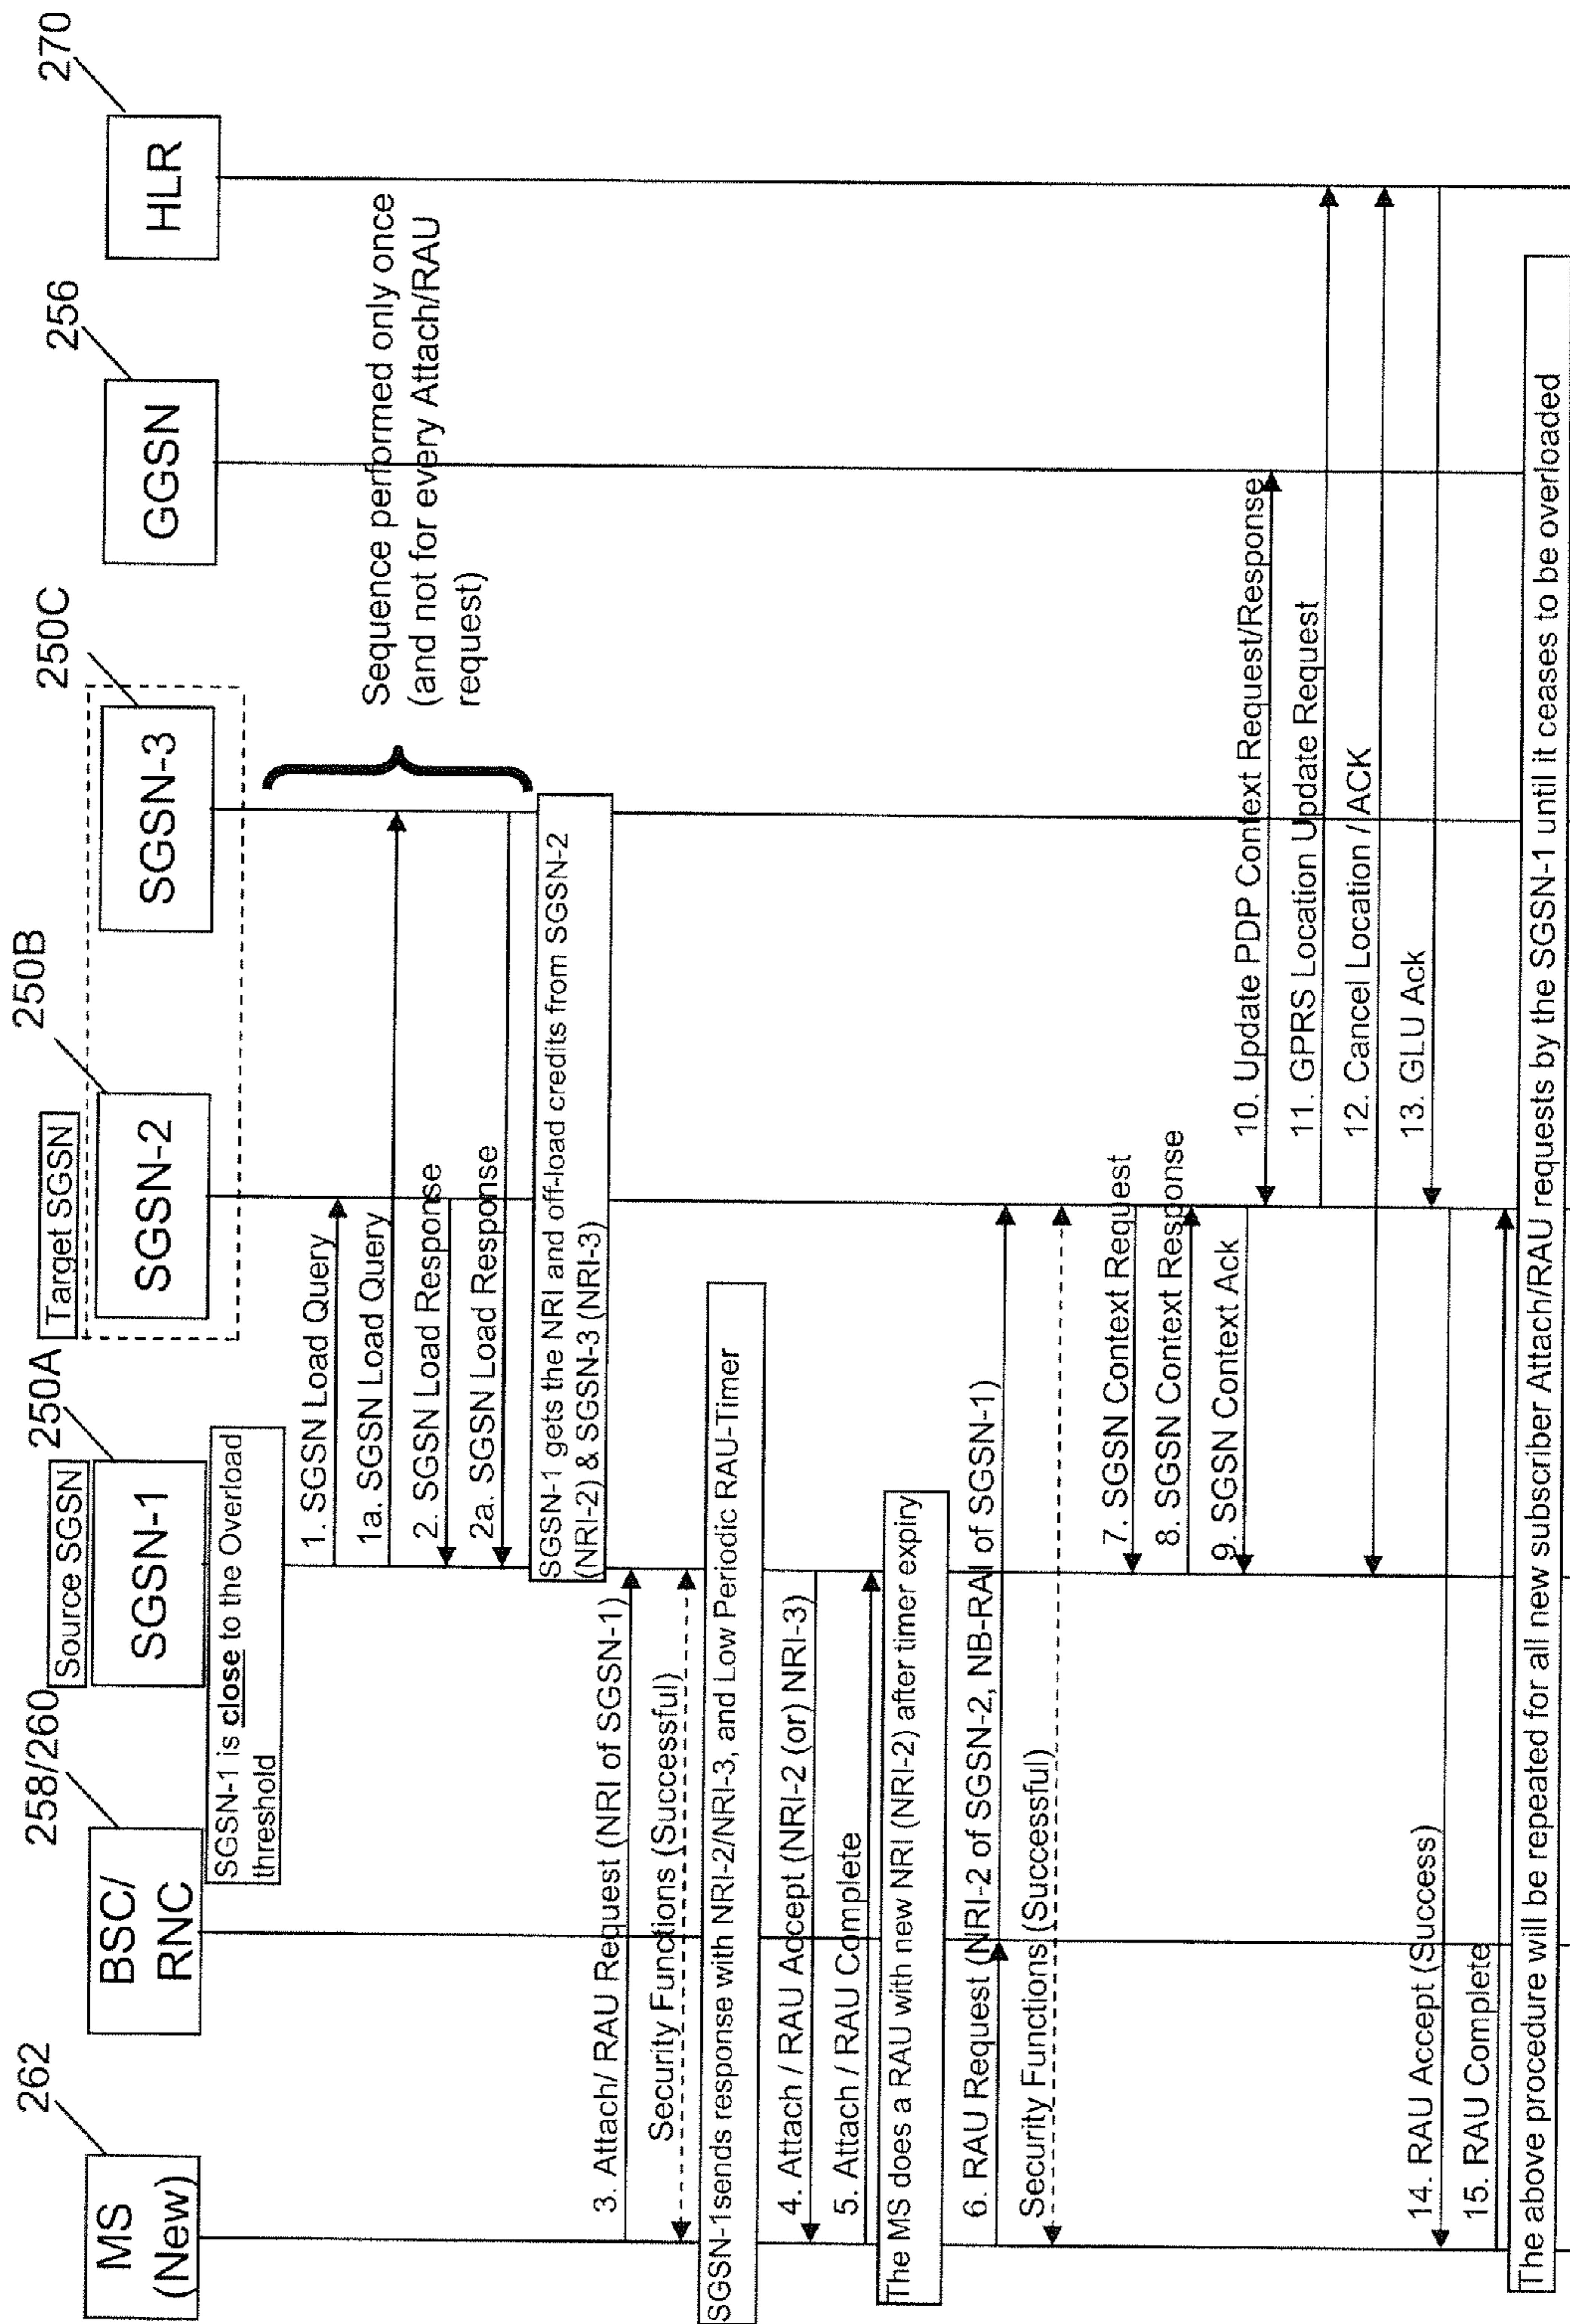 262
258/260
250A
250B
250C
256
270
Source SGSN
Target SGSN
MS
(New)
BSC/
RNC
SGSN-1
SGSN-2
SGSN-3
GGSN
HLR
SGSN-1 is close to the Overload
threshold
1. SGSN Load Query
1a. SGSN Load Query
2. SGSN Load Response
2a. SGSN Load Response
Sequence performed only once
(and not for every Attach/RAU
request)
SGSN-1 gets the NRI and off-load credits from SGSN-2
(NRI-2) & SGSN-3 (NRI-3)
3. Attach/ RAU Request (NRI of SGSN-1)
Security Functions (Successful)
SGSN-1sends response with NRI-2/NRI-3, and Low Periodic RAU-Timer
4. Attach / RAU Accept (NRI-2 (or) NRI-3)
5. Attach / RAU Complete
The MS does a RAU with new NRI (NRI-2) after timer expiry
6. RAU Request (NRI-2 of SGSN-2, NB-RAI of SGSN-1)
Security Functions (Successful)
7. SGSN Context Request
8. SGSN Context Response
9. SGSN Context Ack
10. Update PDP Context Request/Response
11. GPRS Location Update Request
12. Cancel Location / ACK
13. GLU Ack
14. RAU Accept (Success)
15. RAU Complete
The above procedure will be repeated for all new subscriber Attach/RAU requests by the SGSN-1 until it ceases to be overloaded